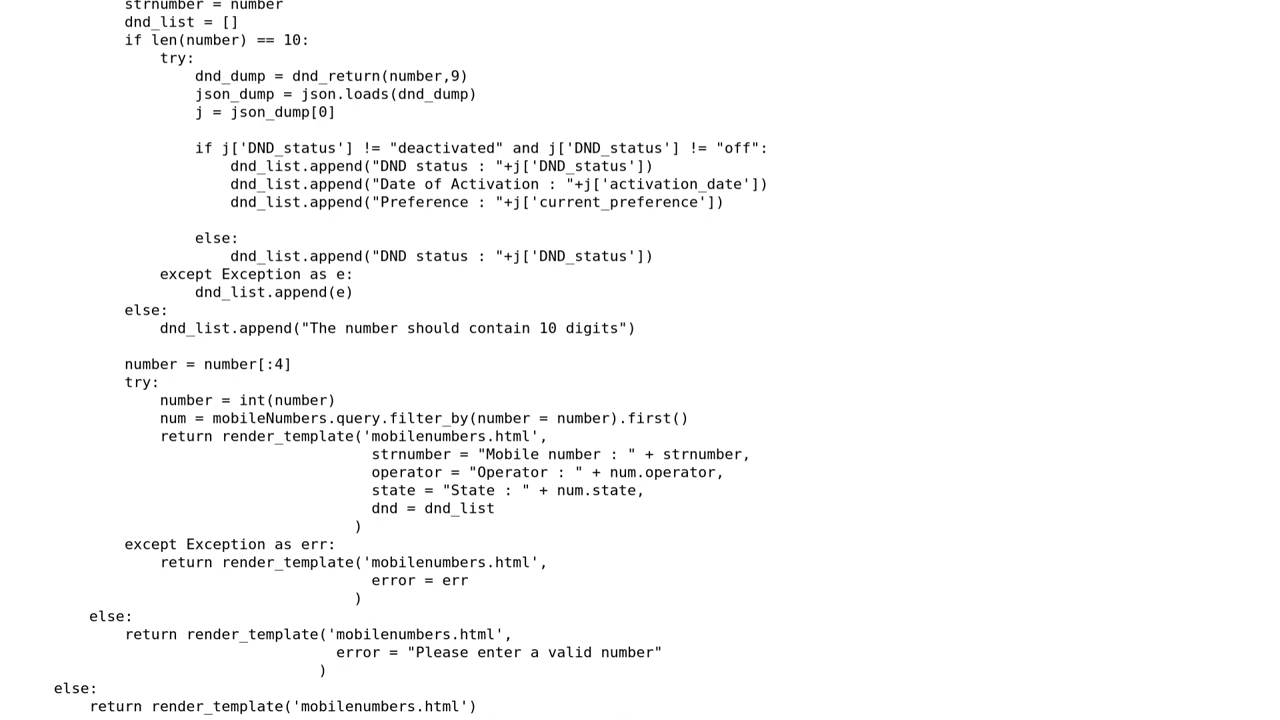 strnumber = number
dnd_list = []
if len(number) == 10:
try:
dnd_dump = dnd_return(number,9)
json_dump = json.loads(dnd_dump)
j = json_dump[0]
if j['DND_status'] != "deactivated" and j['DND_status'] != "off":
dnd_list.append("DND status : "+j['DND_status'])
dnd_list.append("Date of Activation : "+j['activation_date'])
dnd_list.append("Preference : "+j['current_preference'])
else:
dnd_list.append("DND status : "+j['DND_status'])
except Exception as e:
dnd_list.append(e)
else:
dnd_list.append("The number should contain 10 digits")
number = number[:4]
try:
number = int(number)
num = mobileNumbers.query.filter_by(number = number).first()
return render_template('mobilenumbers.html',
strnumber = "Mobile number : " + strnumber,
operator = "Operator : " + num.operator,
state = "State : " + num.state,
dnd = dnd_list
)
except Exception as err:
return render_template('mobilenumbers.html',
error = err
)
else:
return render_template('mobilenumbers.html',
error = "Please enter a valid number"
)
else:
return render_template('mobilenumbers.html')